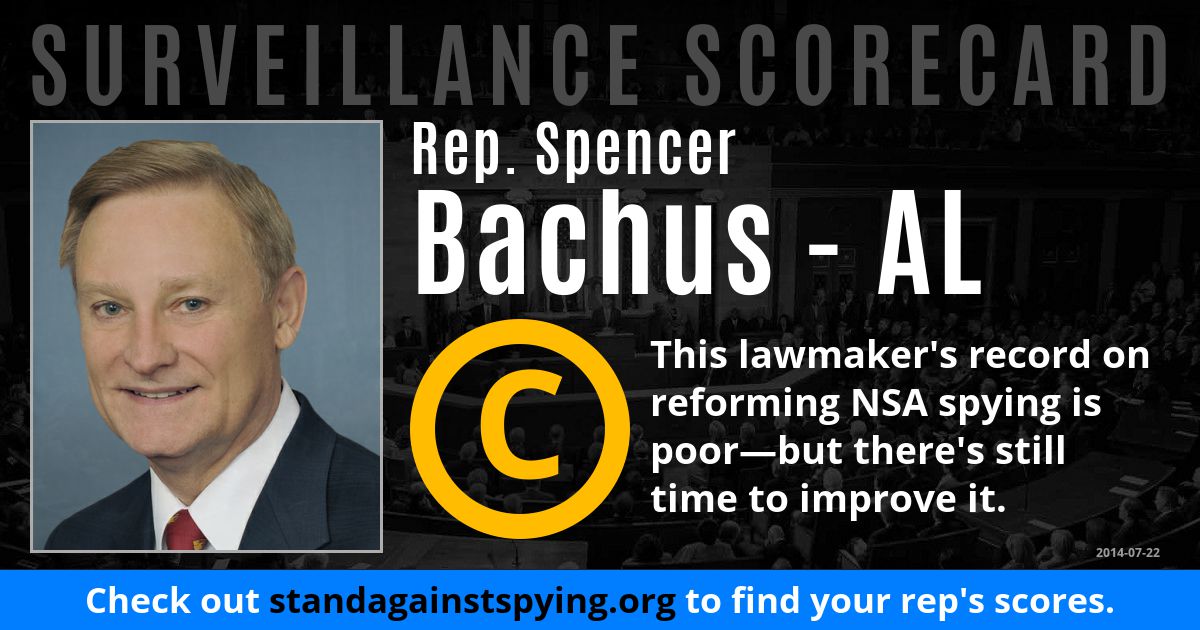 SURVEILLANCE SCORECARD
Rep. Spencer
Bachus - AL
C
This lawmaker's record on
reforming NSA spying is
poor—but there's still
time to improve it.
2014-07-22
Check out standagainstspying.org to find your rep's scores.